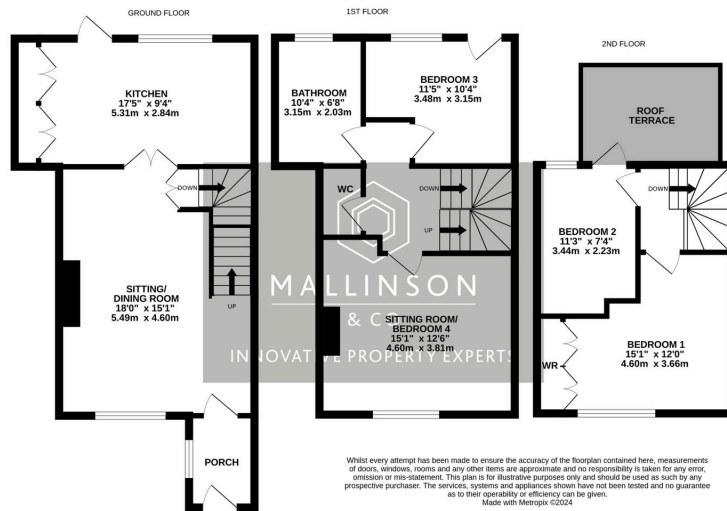 GROUND FLOOR
1ST FLOOR
2ND FLOOR
KITCHEN
17'5" x 9'4"
5.31m x 2.84m
BATHROOM
10'4" x 6'8"
3.15m x 2.03m
BEDROOM 3
11'5" x 10'4"
3.48m x 3.15m
ROOF
TERRACE
DOWN
WC
DOWN
UP
DOWN
BEDROOM 2
11'3" x 7'4"
3.44m x 2.23m
SITTING/
DINING ROOM
18'0" x 15'1"
5.49m x 4.60m
UP
MALLINSON
& CO
INNOVATIVE PROPERTY EXPERTS
SITTING ROOM/
BEDROOM 4
15'1" x 12'6"
4.60m x 3.81m
BEDROOM 1
15'1" x 12'0"
4.60m x 3.66m
WR
PORCH
Whilst every attempt has been made to ensure the accuracy of the floorplan contained here, measurements
of doors, windows, rooms and any other items are approximate and no responsibility is taken for any error,
omission or mis-statement. This plan is for illustrative purposes only and should be used as such by any
prospective purchaser. The services, systems and appliances shown have not been tested and no guarantee
as to their operability or efficiency can be given.
Made with Metropix ©2024